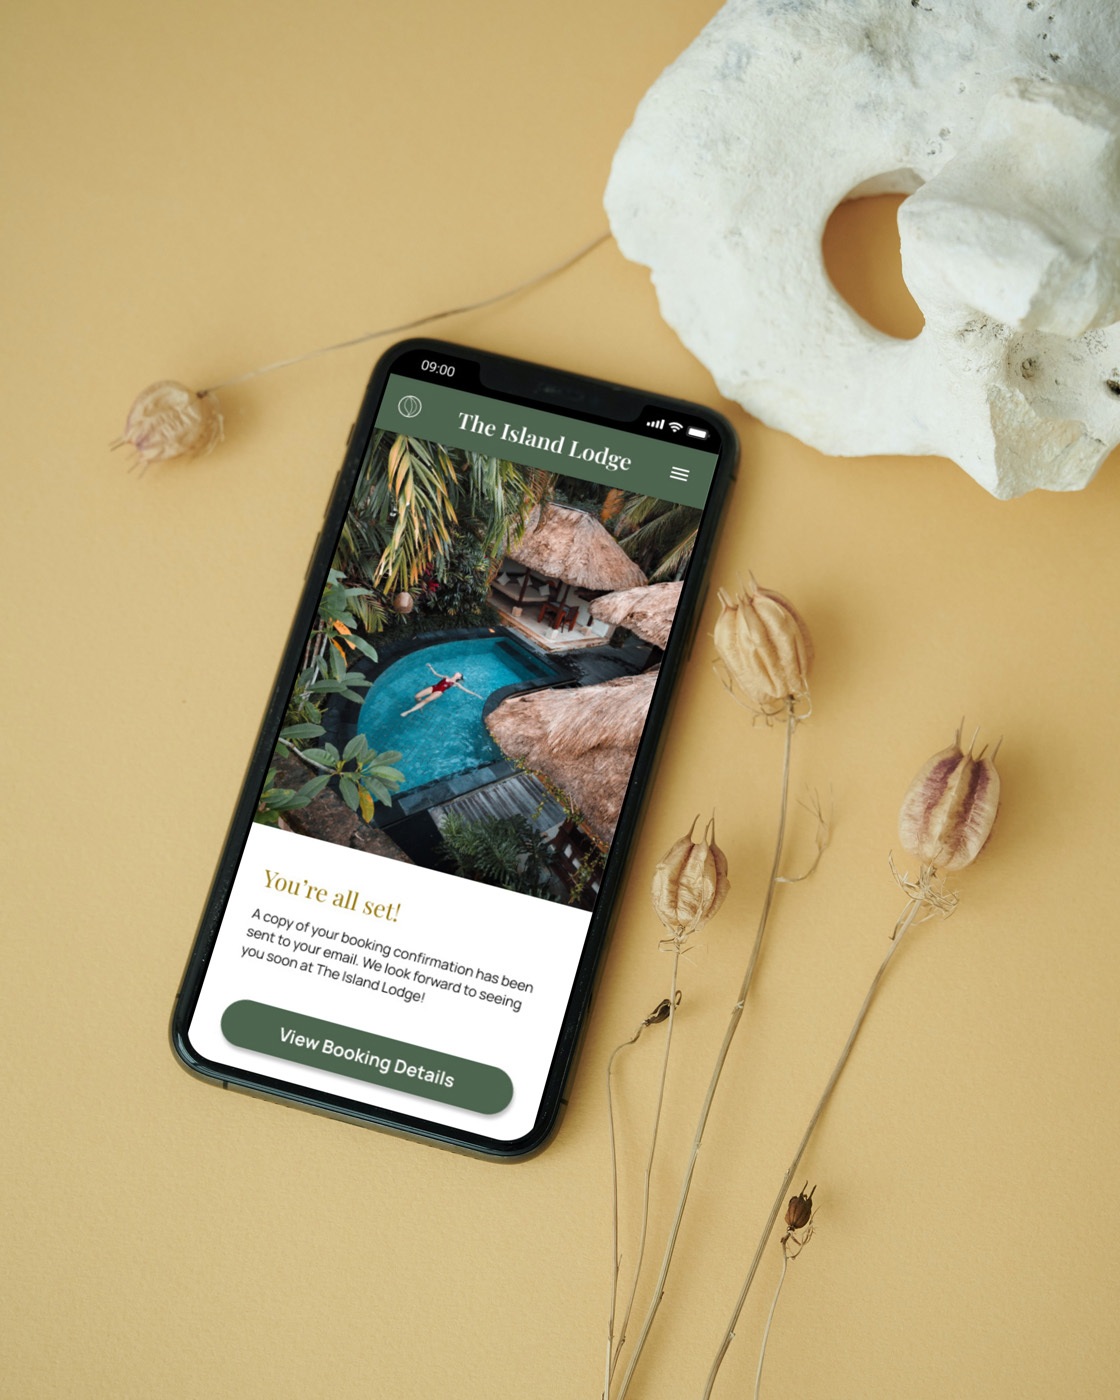 09:00
The Island Lodge
You're all set!
A copy of your booking confirmation has been
sent to your email. We look forward to seeing
you soon at The Island Lodge!
View Booking Details